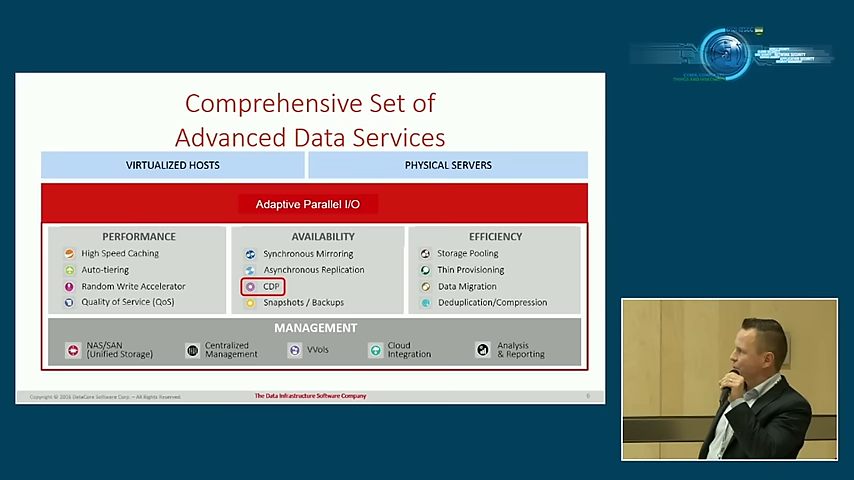 Comprehensive Set of
Advanced Data Services
VIRTUALIZED HOSTS
PHYSICAL SERVERS
Adaptive Parallel I/O
PERFORMANCE
High Speed Caching
Auto-tiering
Random Write Accelerator
Quality of Service (QoS)
AVAILABILITY
Synchronous Mirroring
Asynchronous Replication
CDP
Snapshots / Backups
EFFICIENCY
Storage Pooling
Thin Provisioning
Data Migration
Deduplication/Compression
MANAGEMENT
NAS/SAN
(Unified Storage)
Centralized
Management
VVols
Cloud
Integration
Analysis
& Reporting
Copyright © 2016 DataCore Software Corp. – All Rights Reserved.
The Data Infrastructure Software Company
6